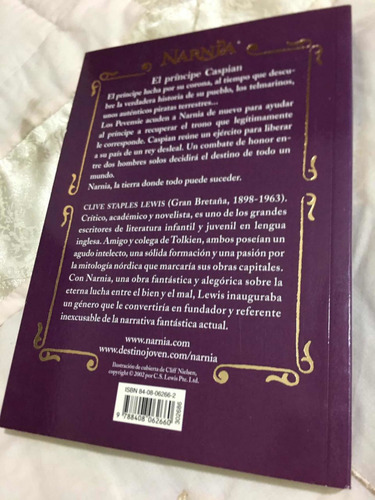 NARNIA
El príncipe Caspian
El príncipe lucha por su corona, al tiempo que descu-
bre la verdadera historia de su pueblo, los telmarinos,
unos auténticos piratas terrestres...
Los Pevensie acuden a Narnia de nuevo para ayudar
al príncipe a recuperar el trono que legítimamente
le corresponde. Caspian reúne un ejército para liberar
a su país de un rey desleal. Un combate de honor en-
tre dos hombres solos decidirá el destino de todo un
mundo.
Narnia, la tierra donde todo puede suceder.
CLIVE STAPLES LEWIS (Gran Bretaña, 1898-1963).
Crítico, académico y novelista, es uno de los grandes
escritores de literatura infantil y juvenil en lengua
inglesa. Amigo y colega de Tolkien, ambos poseían un
agudo intelecto, una sólida formación y una pasión por
la mitología nórdica que marcaría sus obras capitales.
Con Narnia, una obra fantástica y alegórica sobre la
eterna lucha entre el bien y el mal, Lewis inauguraba
un género que le convertiría en fundador y referente
inexcusable de la narrativa fantástica actual.
www.narnia.com
www.destinojoven.com/narnia
Ilustración de cubierta de Cliff Nielsen,
copyright © 2002 por C.S. Lewis Pte. Ltd.
ISBN 84-08-06266-2
302666
9 788408 062660